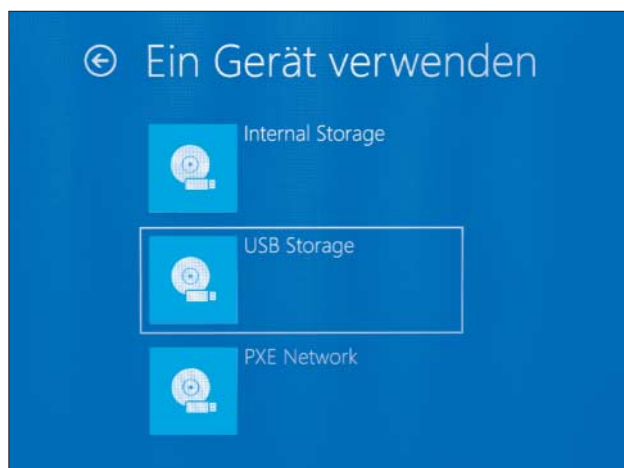 Ein Gerät verwenden
Internal Storage
USB Storage
PXE Network